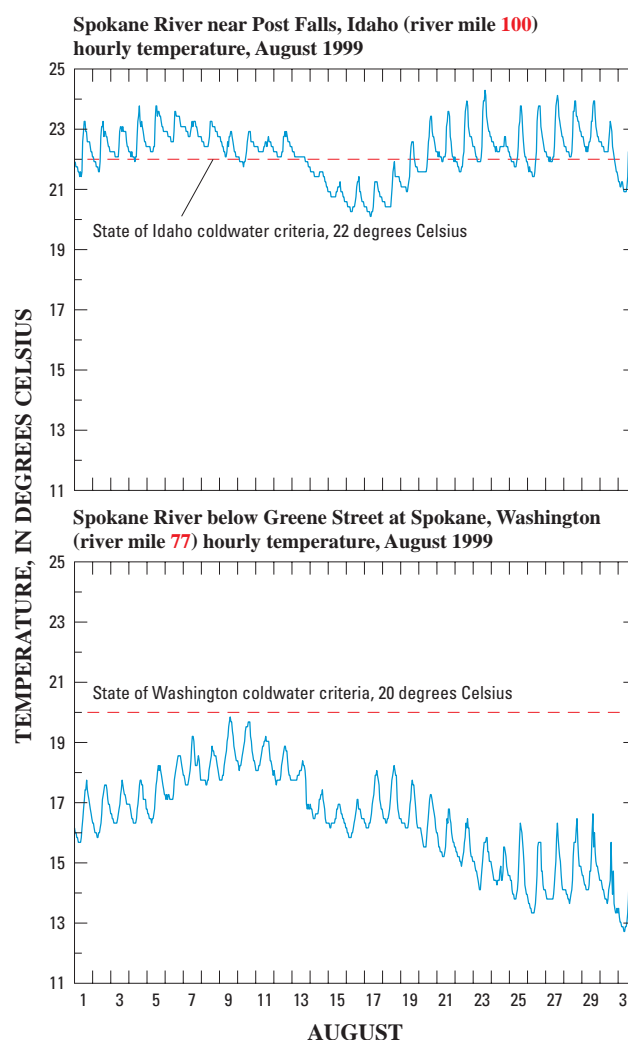 Spokane River near Post Falls, Idaho (river mile 100)
hourly temperature, August 1999
25
23
21
State of Idaho coldwater criteria, 22 degrees Celsius
19
17
15
13
11
Spokane River below Greene Street at Spokane, Washington
(river mile 77) hourly temperature, August 1999
25
23
21
State of Washington coldwater criteria, 20 degrees Celsius
19
17
15
13
11
1 3 5 7 9 11 13 15 17 19 21 23 25 27 29 3
AUGUST
TEMPERATURE, IN DEGREES CELSIUS